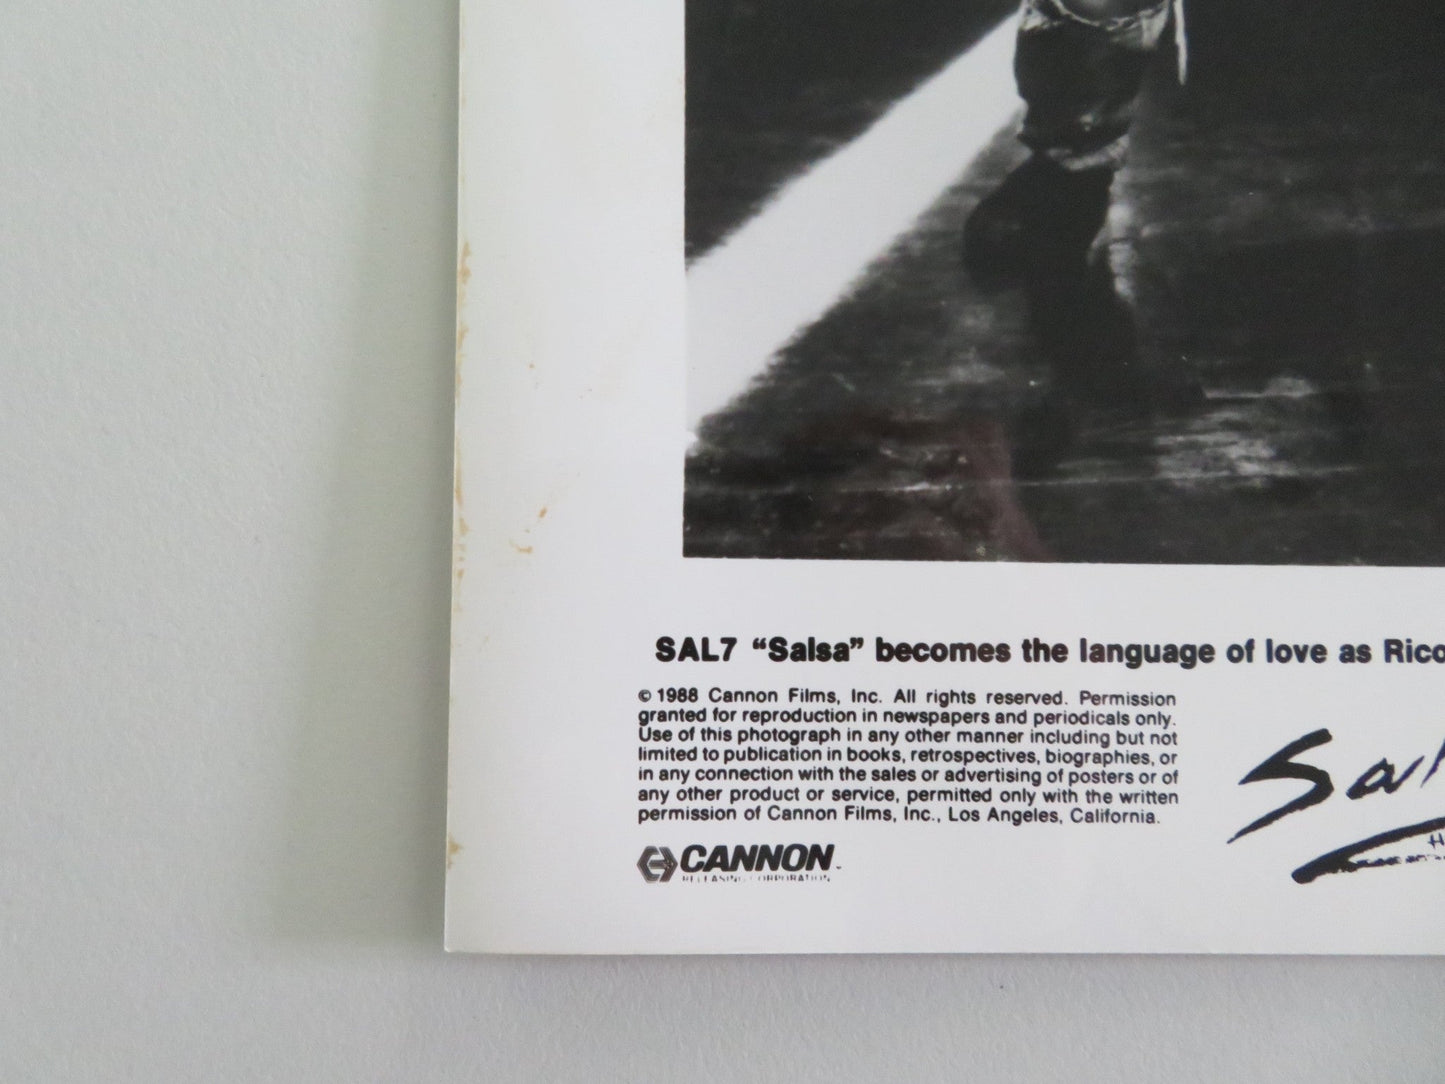 SAL7 “Salsa” becomes the language of love as Rico
© 1988 Cannon Films, Inc. All rights reserved. Permission
granted for reproduction in newspapers and periodicals only.
Use of this photograph in any other manner including but not
limited to publication in books, retrospectives, biographies, or
in any connection with the sales or advertising of posters or of
any other product or service, permitted only with the written
permission of Cannon Films, Inc., Los Angeles, California.
CANNON
RELEASING CORPORATION